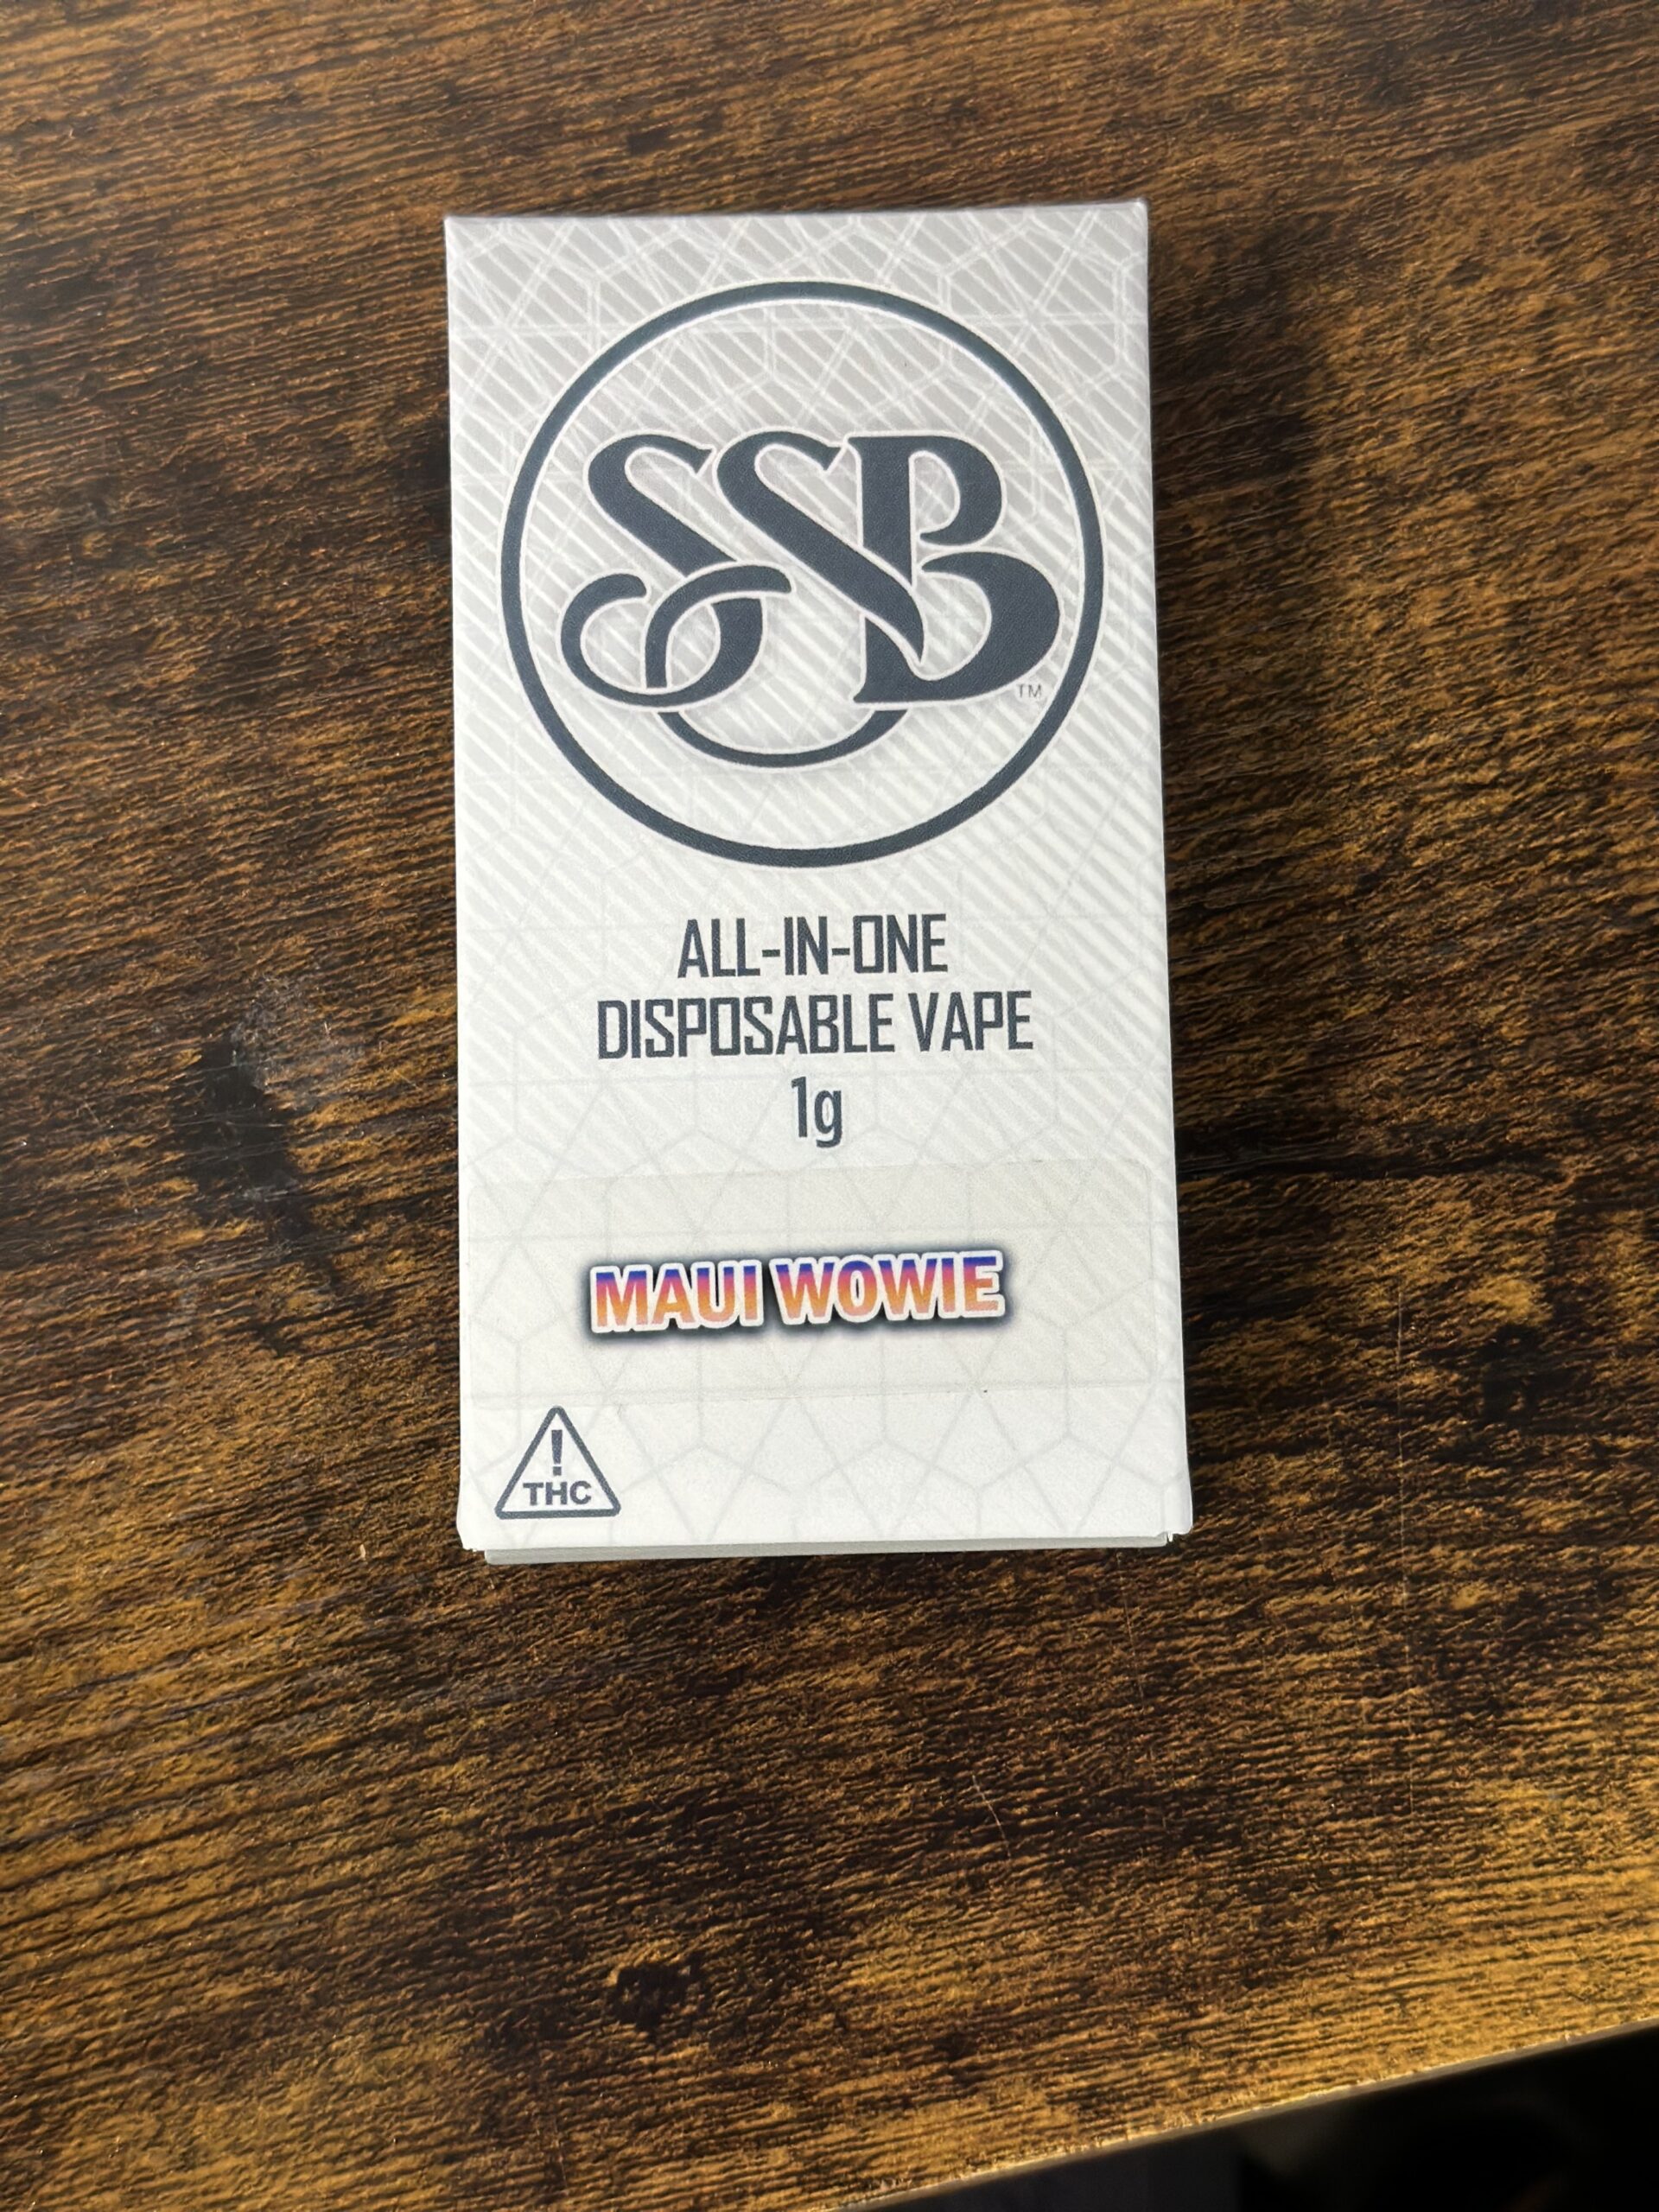 SSB
TM
ALL-IN-ONE
DISPOSABLE VAPE
1g
MAUI WOWIE
!
THC